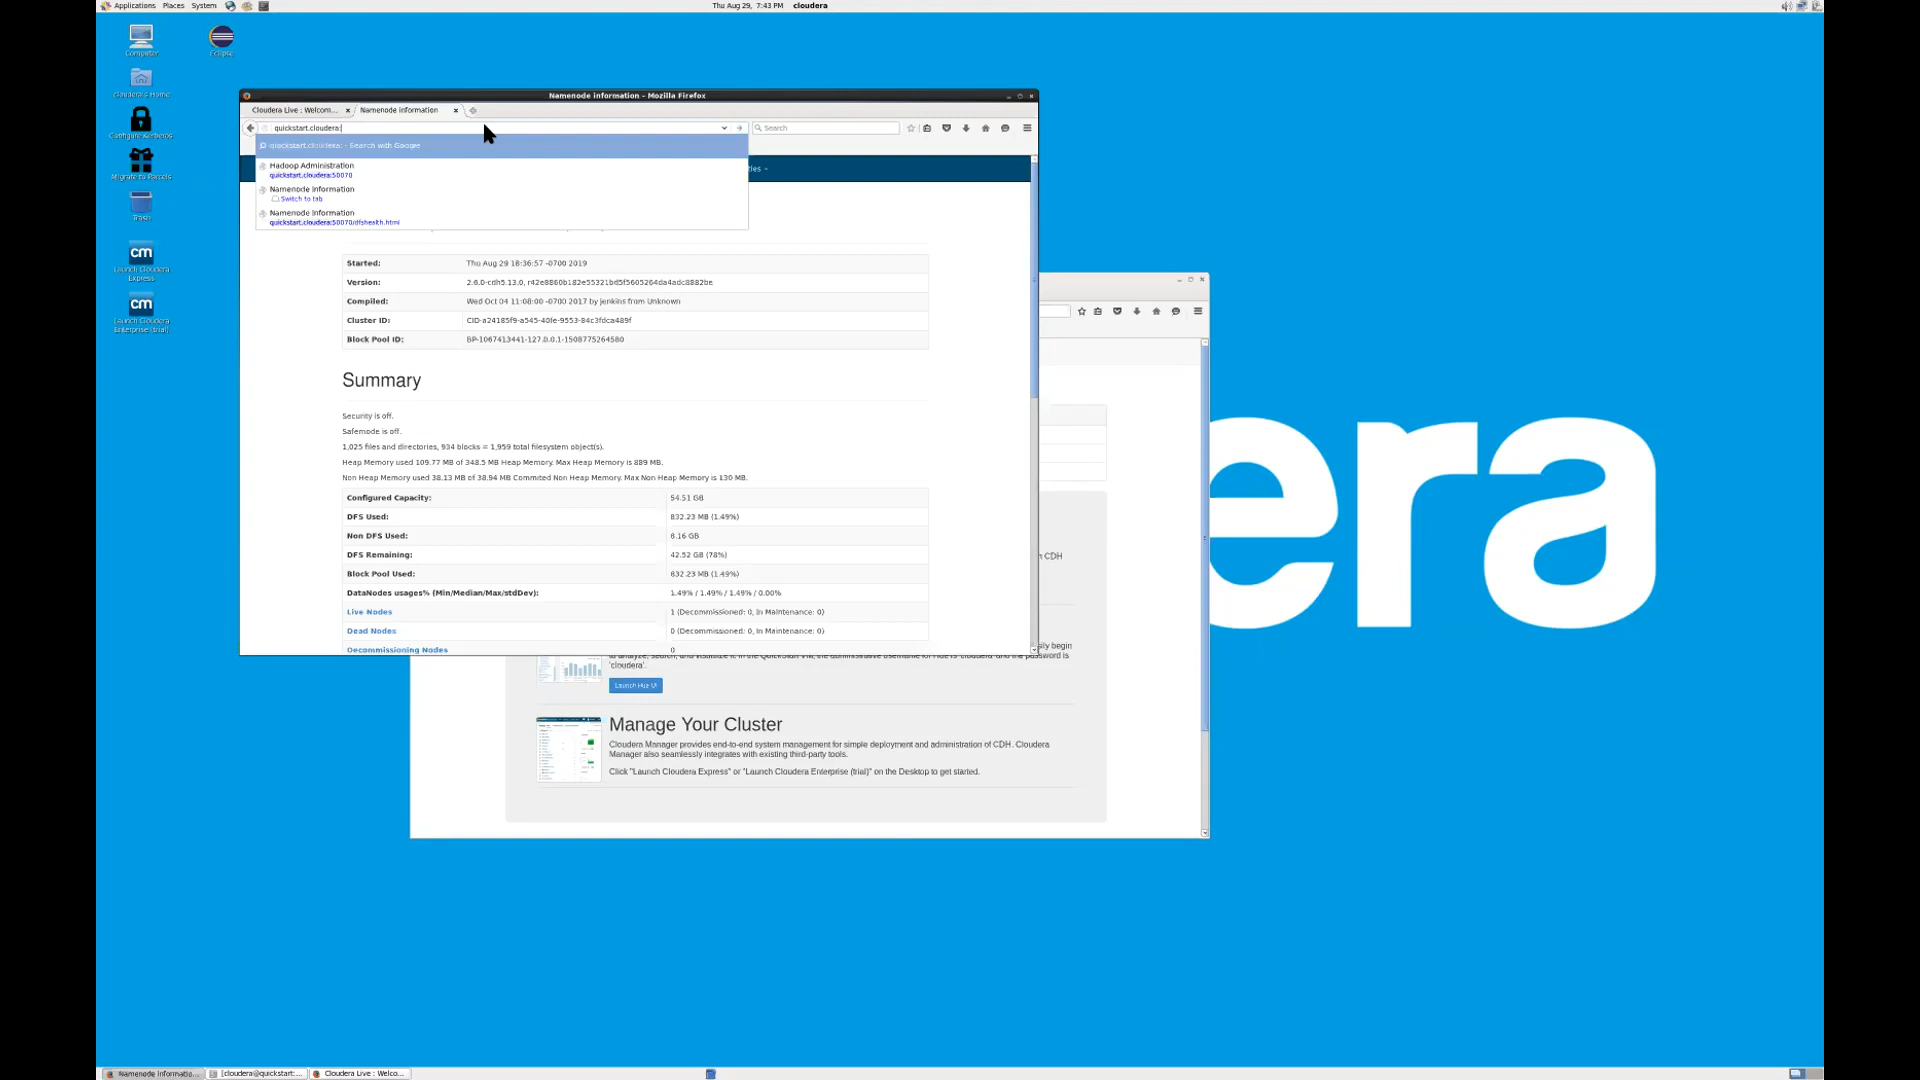 Applications Places System
Thu Aug 29, 7:43 PM cloudera
Computer
Eclipse
cloudera's Home
Configure Kerberos
Migrate to Parcels
Trash
Launch Cloudera
Express
Launch Cloudera
Enterprise (trial)
Namenode information - Mozilla Firefox
Cloudera Live : Welcom...
Namenode information
quickstart.cloudera:
Search
quickstart.cloudera: - Search with Google
Hadoop Administration
quickstart.cloudera:50070
Namenode information
Switch to tab
Namenode information
quickstart.cloudera:50070/dfshealth.html
Started: Thu Aug 29 18:36:57 -0700 2019
Version: 2.6.0-cdh5.13.0, r42e8860b182e55321bd5f5605264da4adc8882be
Compiled: Wed Oct 04 11:08:00 -0700 2017 by jenkins from Unknown
Cluster ID: CID-a24185f9-a545-40fe-9553-84c3fdca489f
Block Pool ID: BP-1067413441-127.0.0.1-1508775264580
Summary
Security is off.
Safemode is off.
1,025 files and directories, 934 blocks = 1,959 total filesystem object(s).
Heap Memory used 109.77 MB of 348.5 MB Heap Memory. Max Heap Memory is 889 MB.
Non Heap Memory used 38.13 MB of 38.94 MB Commited Non Heap Memory. Max Non Heap Memory is 130 MB.
Configured Capacity: 54.51 GB
DFS Used: 832.23 MB (1.49%)
Non DFS Used: 8.16 GB
DFS Remaining: 42.52 GB (78%)
Block Pool Used: 832.23 MB (1.49%)
DataNodes usages% (Min/Median/Max/stdDev): 1.49% / 1.49% / 1.49% / 0.00%
Live Nodes 1 (Decommissioned: 0, In Maintenance: 0)
Dead Nodes 0 (Decommissioned: 0, In Maintenance: 0)
Decommissioning Nodes 0
CDH
begin
'cloudera'.
Launch Hue UI
Manage Your Cluster
Cloudera Manager provides end-to-end system management for simple deployment and administration of CDH. Cloudera
Manager also seamlessly integrates with existing third-party tools.
Click "Launch Cloudera Express" or "Launch Cloudera Enterprise (trial)" on the Desktop to get started.
era
Namenode informatio...
[cloudera@quickstart:...
Cloudera Live : Welco...